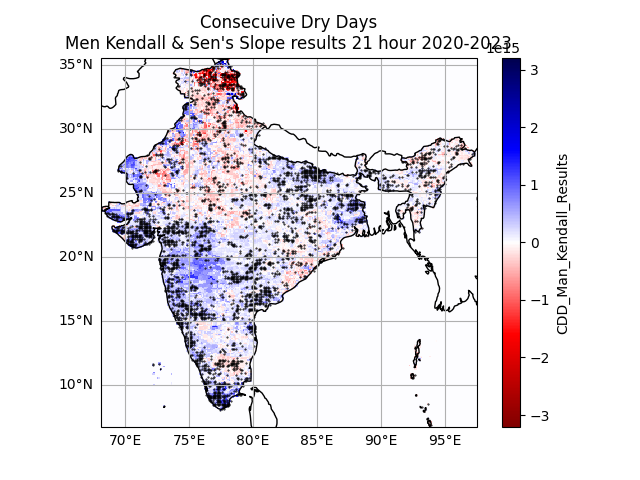 Consecuive Dry Days
Men Kendall & Sen's Slope results 21 hour 2020-2023
1e15
35°N
30°N
25°N
20°N
15°N
10°N
70°E
75°E
80°E
85°E
90°E
95°E
3
2
1
0
−1
−2
−3
CDD_Man_Kendall_Results